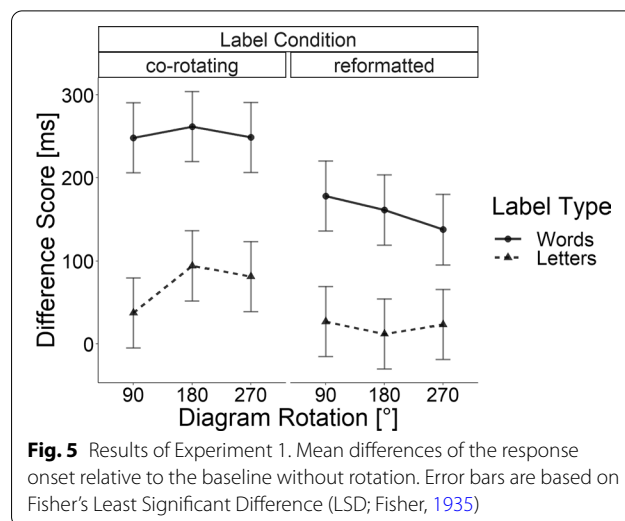 Label Condition
co-rotating reformatted
Difference Score [ms]
300
200
100
0
90 180 270 90 180 270
Diagram Rotation [°]
Label Type
Words
Letters
Fig. 5 Results of Experiment 1. Mean differences of the response
onset relative to the baseline without rotation. Error bars are based on
Fisher's Least Significant Difference (LSD; Fisher, 1935)